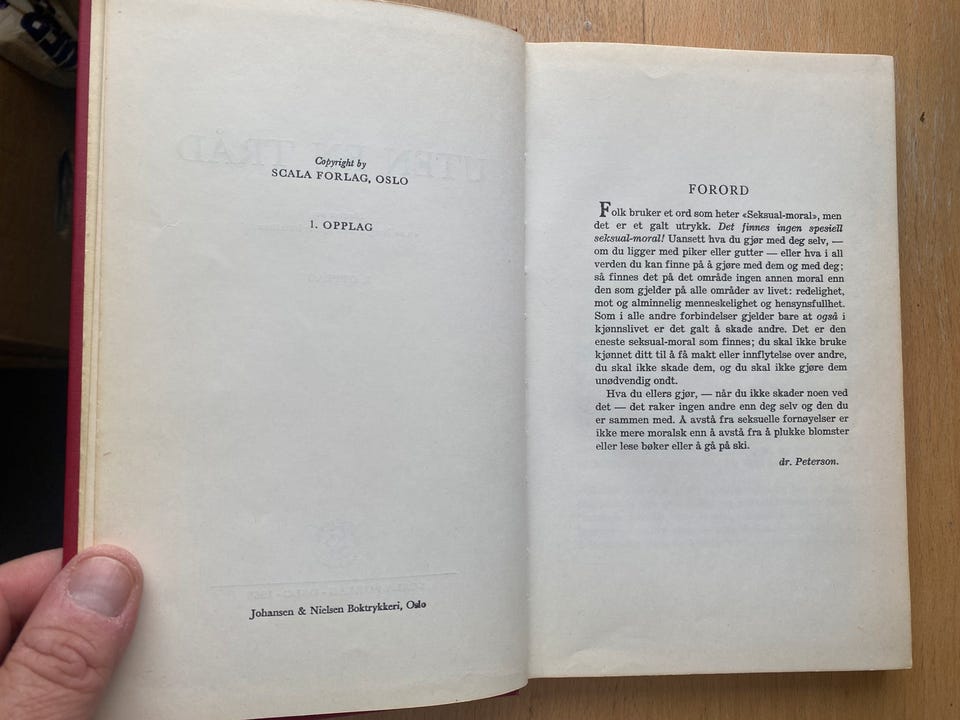 Copyright by
SCALA FORLAG, OSLO
1. OPPLAG
Johansen & Nielsen Boktrykkeri, Oslo
FORORD
Folk bruker et ord som heter «Seksual-moral», men
det er et galt utrykk. Det finnes ingen spesiell
seksual-moral! Uansett hva du gjør med deg selv, —
om du ligger med piker eller gutter — eller hva i all
verden du kan finne på å gjøre med dem og med deg;
så finnes det på det område ingen annen moral enn
den som gjelder på alle områder av livet: redelighet,
mot og alminnelig menneskelighet og hensynsfullhet.
Som i alle andre forbindelser gjelder bare at også i
kjønnslivet er det galt å skade andre. Det er den
eneste seksual-moral som finnes; du skal ikke bruke
kjønnet ditt til å få makt eller innflytelse over andre,
du skal ikke skade dem, og du skal ikke gjøre dem
unødvendig ondt.
Hva du ellers gjør, — når du ikke skader noen ved
det — det raker ingen andre enn deg selv og den du
er sammen med. Å avstå fra seksuelle fornøyelser er
ikke mere moralsk enn å avstå fra å plukke blomster
eller lese bøker eller å gå på ski.
dr. Peterson.